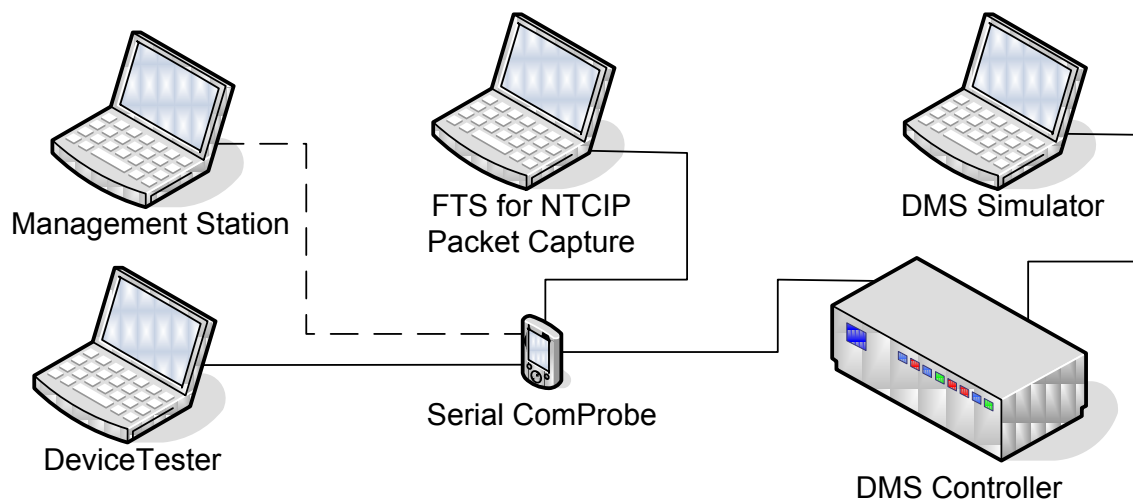 Management Station
FTS for NTCIP
Packet Capture
DMS Simulator
DeviceTester
Serial ComProbe
DMS Controller